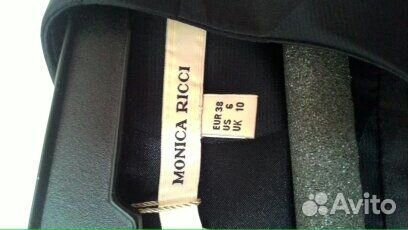 MONICA RICCI
EUR 38
US 6
UK 10
Avito